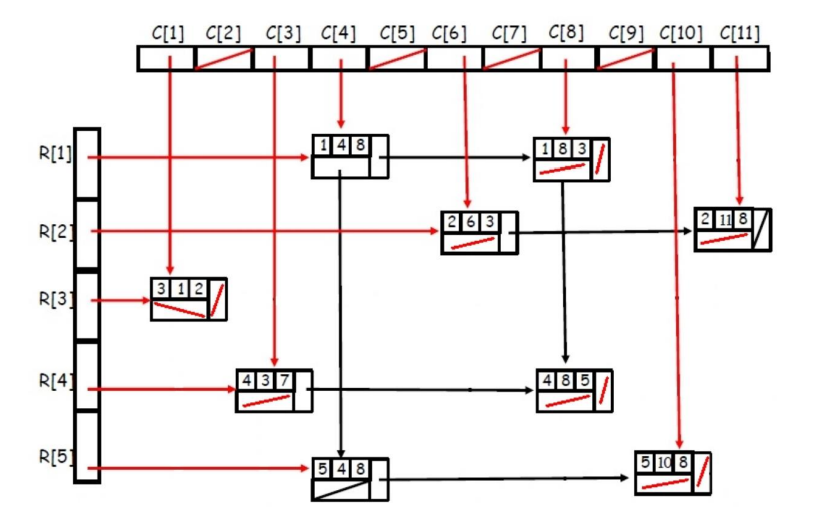 C[1] C[2] C[3] C[4] C[5] C[6] C[7] C[8] C[9] C[10] C[11]
R[1] 1 4 8 1 8 3
R[2] 2 6 3 2 11 8
R[3] 3 1 2
R[4] 4 3 7 4 8 5
R[5] 5 4 8 5 10 8